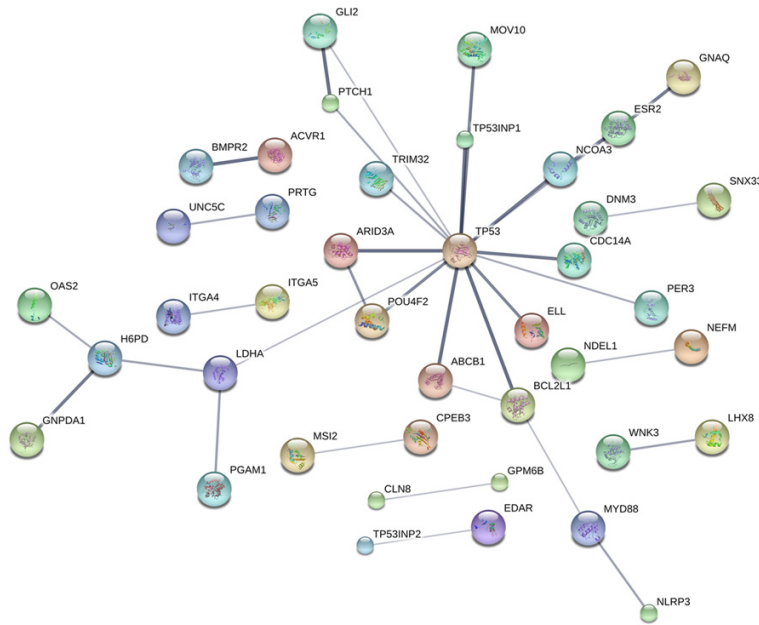 GLI2
MOV10
GNAQ
PTCH1
ESR2
TP53INP1
ACVR1
BMPR2
NCOA3
TRIM32
SNX33
PRTG
DNM3
UNC5C
ARID3A
TP53
CDC14A
ITGA5
OAS2
PER3
ITGA4
POU4F2
ELL
NEFM
H6PD
LDHA
NDEL1
ABCB1
BCL2L1
GNPDA1
CPEB3
LHX8
MSI2
WNK3
PGAM1
GPM6B
CLN8
EDAR
MYD88
TP53INP2
NLRP3